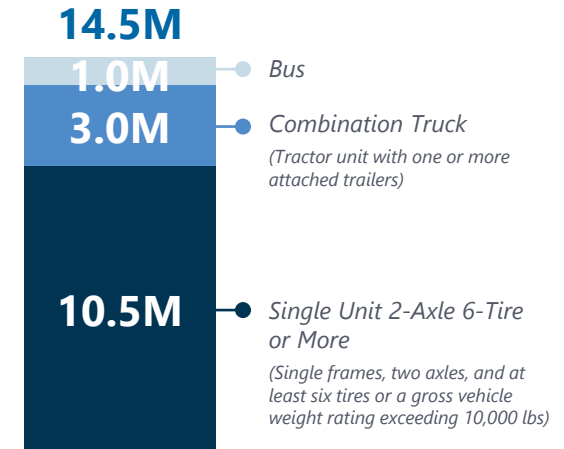 14.5M
1.0M
Bus
3.0M
Combination Truck
(Tractor unit with one or more
attached trailers)
10.5M
Single Unit 2-Axle 6-Tire
or More
(Single frames, two axles, and at
least six tires or a gross vehicle
weight rating exceeding 10,000 lbs)